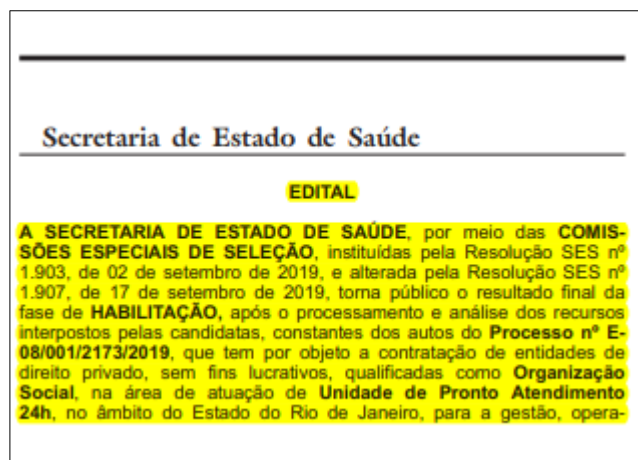 Secretaria de Estado de Saúde
EDITAL
A SECRETARIA DE ESTADO DE SAÚDE, por meio das COMIS-
SÕES ESPECIAIS DE SELEÇÃO, instituídas pela Resolução SES nº
1.903, de 02 de setembro de 2019, e alterada pela Resolução SES nº
1.907, de 17 de setembro de 2019, torna público o resultado final da
fase de HABILITAÇÃO, após o processamento e análise dos recursos
interpostos pelas candidatas, constantes dos autos do Processo nº E-
08/001/2173/2019, que tem por objeto a contratação de entidades de
direito privado, sem fins lucrativos, qualificadas como Organização
Social, na área de atuação de Unidade de Pronto Atendimento
24h, no âmbito do Estado do Rio de Janeiro, para a gestão, opera-